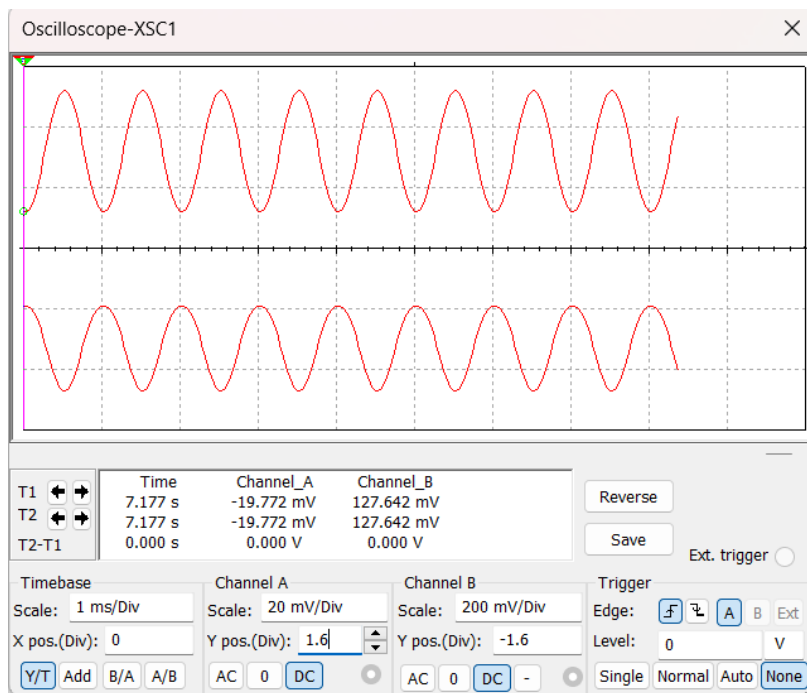 Oscilloscope-XSC1
Time Channel_A Channel_B
T1 7.177 s -19.772 mV 127.642 mV
T2 7.177 s -19.772 mV 127.642 mV
T2-T1 0.000 s 0.000 V 0.000 V
Reverse
Save
Ext. trigger
Timebase
Scale: 1 ms/Div
X pos.(Div): 0
Y/T Add B/A A/B
Channel A
Scale: 20 mV/Div
Y pos.(Div): 1.6
AC 0 DC
Channel B
Scale: 200 mV/Div
Y pos.(Div): -1.6
AC 0 DC -
Trigger
Edge: A B Ext
Level: 0 V
Single Normal Auto None